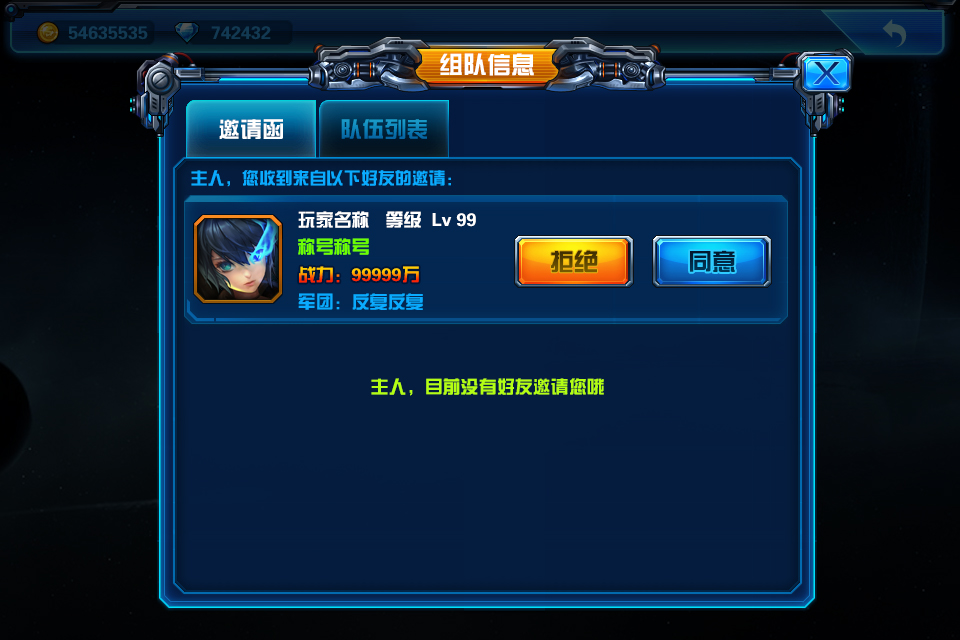 54635535 742432
组队信息
X
邀请函 队伍列表
主人，您收到来自以下好友的邀请：
玩家名称 等级 Lv 99
称号称号
战力：99999万
军团：反复反复
拒绝 同意
主人，目前没有好友邀请您哦